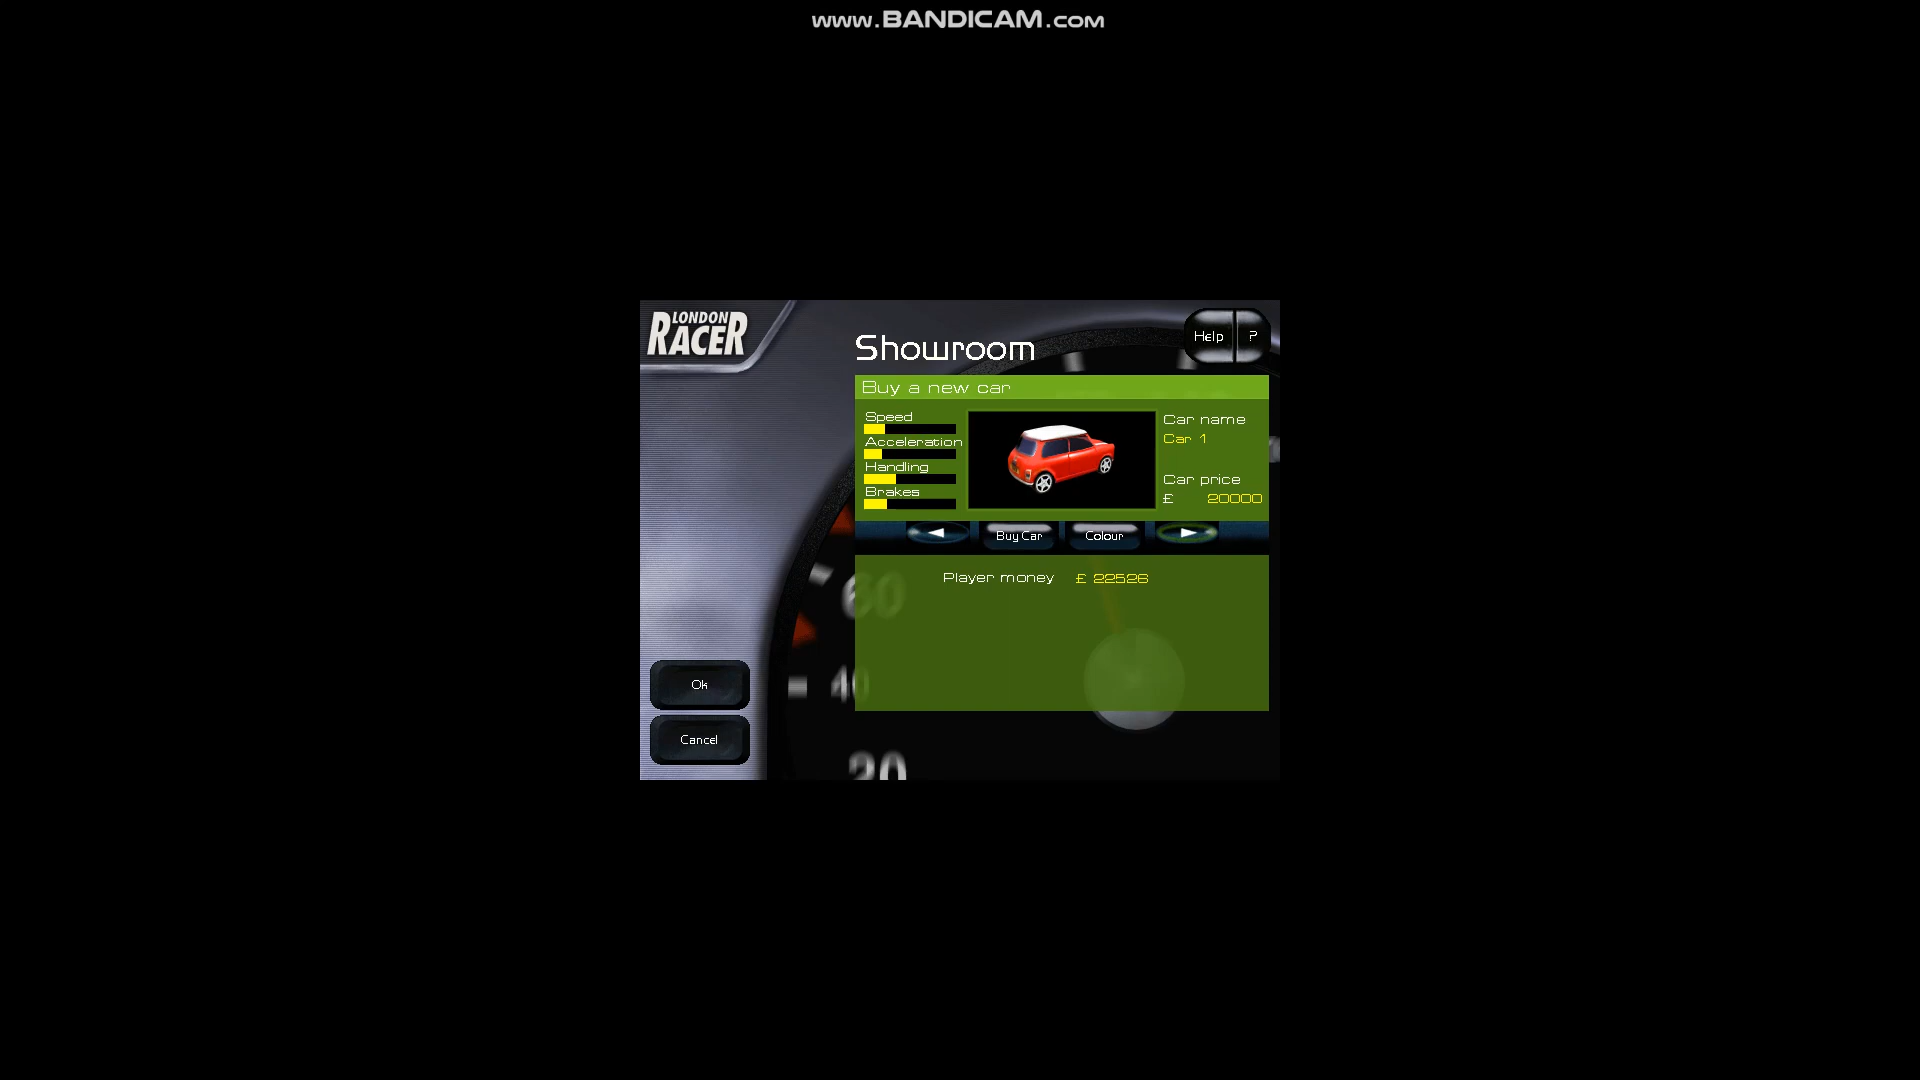 www.BANDICAM.com
LONDON
RACER
Help
?
Showroom
Buy a new car
Speed
Acceleration
Handling
Brakes
Car name
Car 1
Car price
£ 20000
Buy Car
Colour
Player money £ 22526
60
40
20
Ok
Cancel